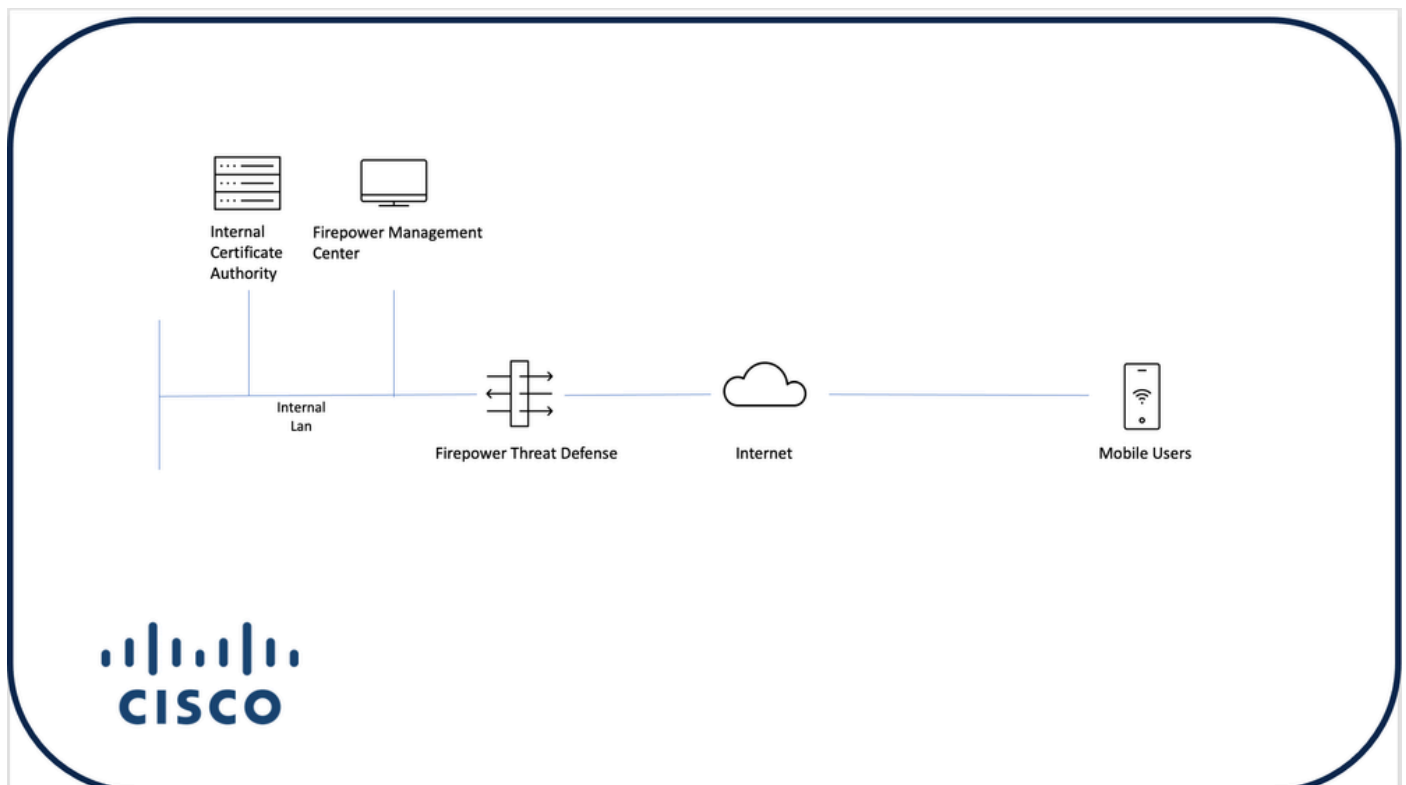 Internal
Certificate
Authority
Firepower Management
Center
Internal
Lan
Firepower Threat Defense
Internet
Mobile Users
CISCO